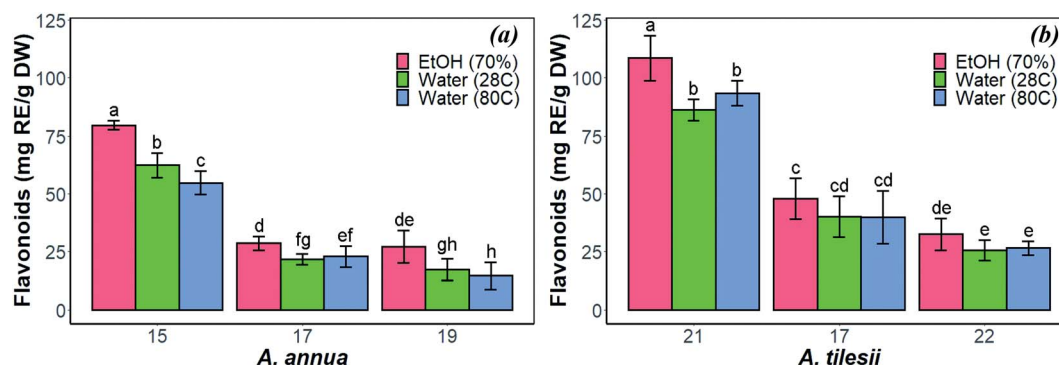 (a)
Flavonoids (mg RE/g DW)
125
100
75
50
25
0
EtOH (70%)
Water (28C)
Water (80C)
a
b
c
d
fg
ef
de
gh
h
15
17
19
A. annua
(b)
Flavonoids (mg RE/g DW)
125
100
75
50
25
0
EtOH (70%)
Water (28C)
Water (80C)
a
b
b
c
cd
cd
de
e
e
21
17
22
A. tilesii